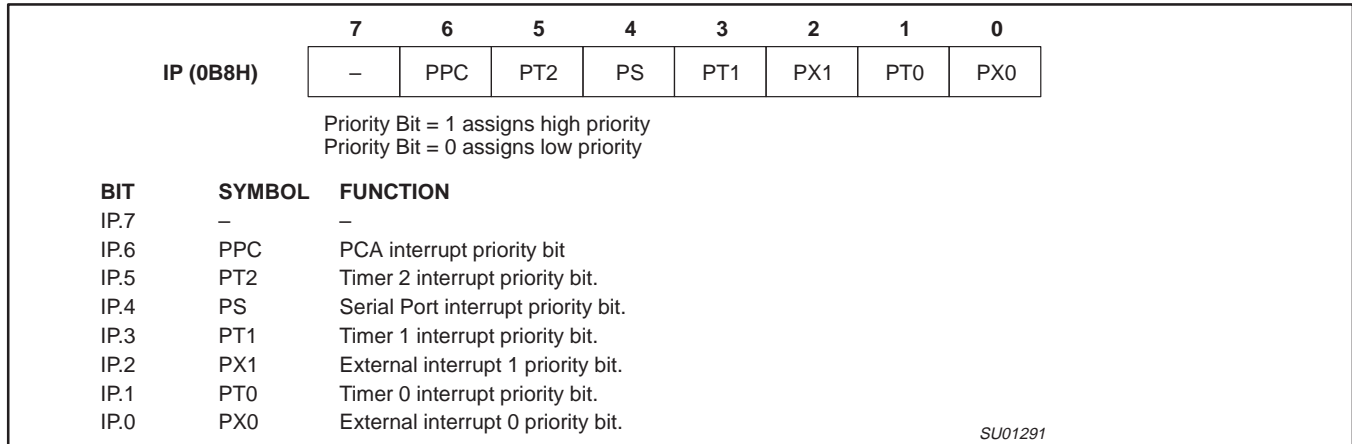 7 6 5 4 3 2 1 0
IP (0B8H) – PPC PT2 PS PT1 PX1 PT0 PX0
Priority Bit = 1 assigns high priority
Priority Bit = 0 assigns low priority
BIT SYMBOL FUNCTION
IP.7 – –
IP.6 PPC PCA interrupt priority bit
IP.5 PT2 Timer 2 interrupt priority bit.
IP.4 PS Serial Port interrupt priority bit.
IP.3 PT1 Timer 1 interrupt priority bit.
IP.2 PX1 External interrupt 1 priority bit.
IP.1 PT0 Timer 0 interrupt priority bit.
IP.0 PX0 External interrupt 0 priority bit.
SU01291